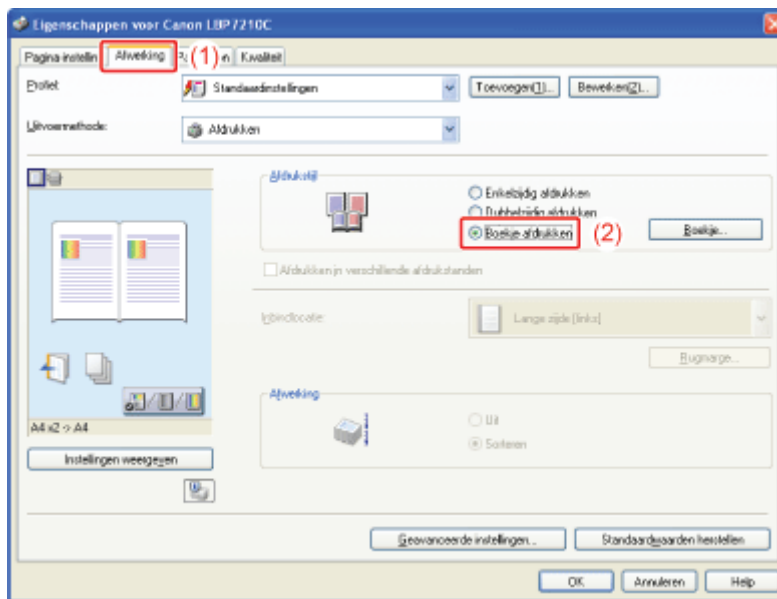 Eigenschappen voor Canon LBP7210C
Pagina instellin Afwerking (1) n Kwaliteit
Profiel: Standaardinstellingen Toevoegen(1)... Bewerken(2)...
Uitvoermethode: Afdrukken
Afdrukstijl
Enkelzijdig afdrukken
Dubbelzijdig afdrukken
Boekje afdrukken (2) Boekje...
Afdrukken in verschillende afdrukstanden
Inbindlocatie: Lange zijde [links]
Rugmarge...
Afwerking
Uit
Sorteren
A4 x2 -> A4
Instellingen weergeven
Geavanceerde instellingen... Standaardwaarden herstellen
OK Annuleren Help